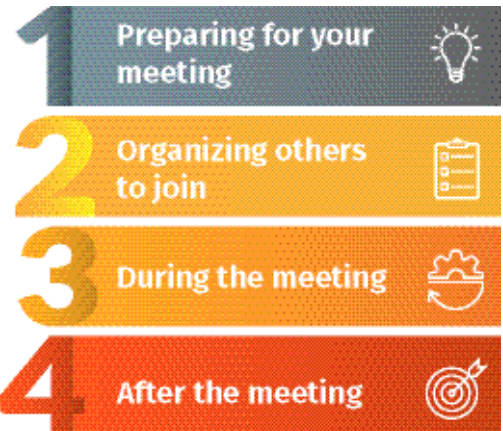 1
Preparing for your
meeting
2
Organizing others
to join
3
During the meeting
4
After the meeting